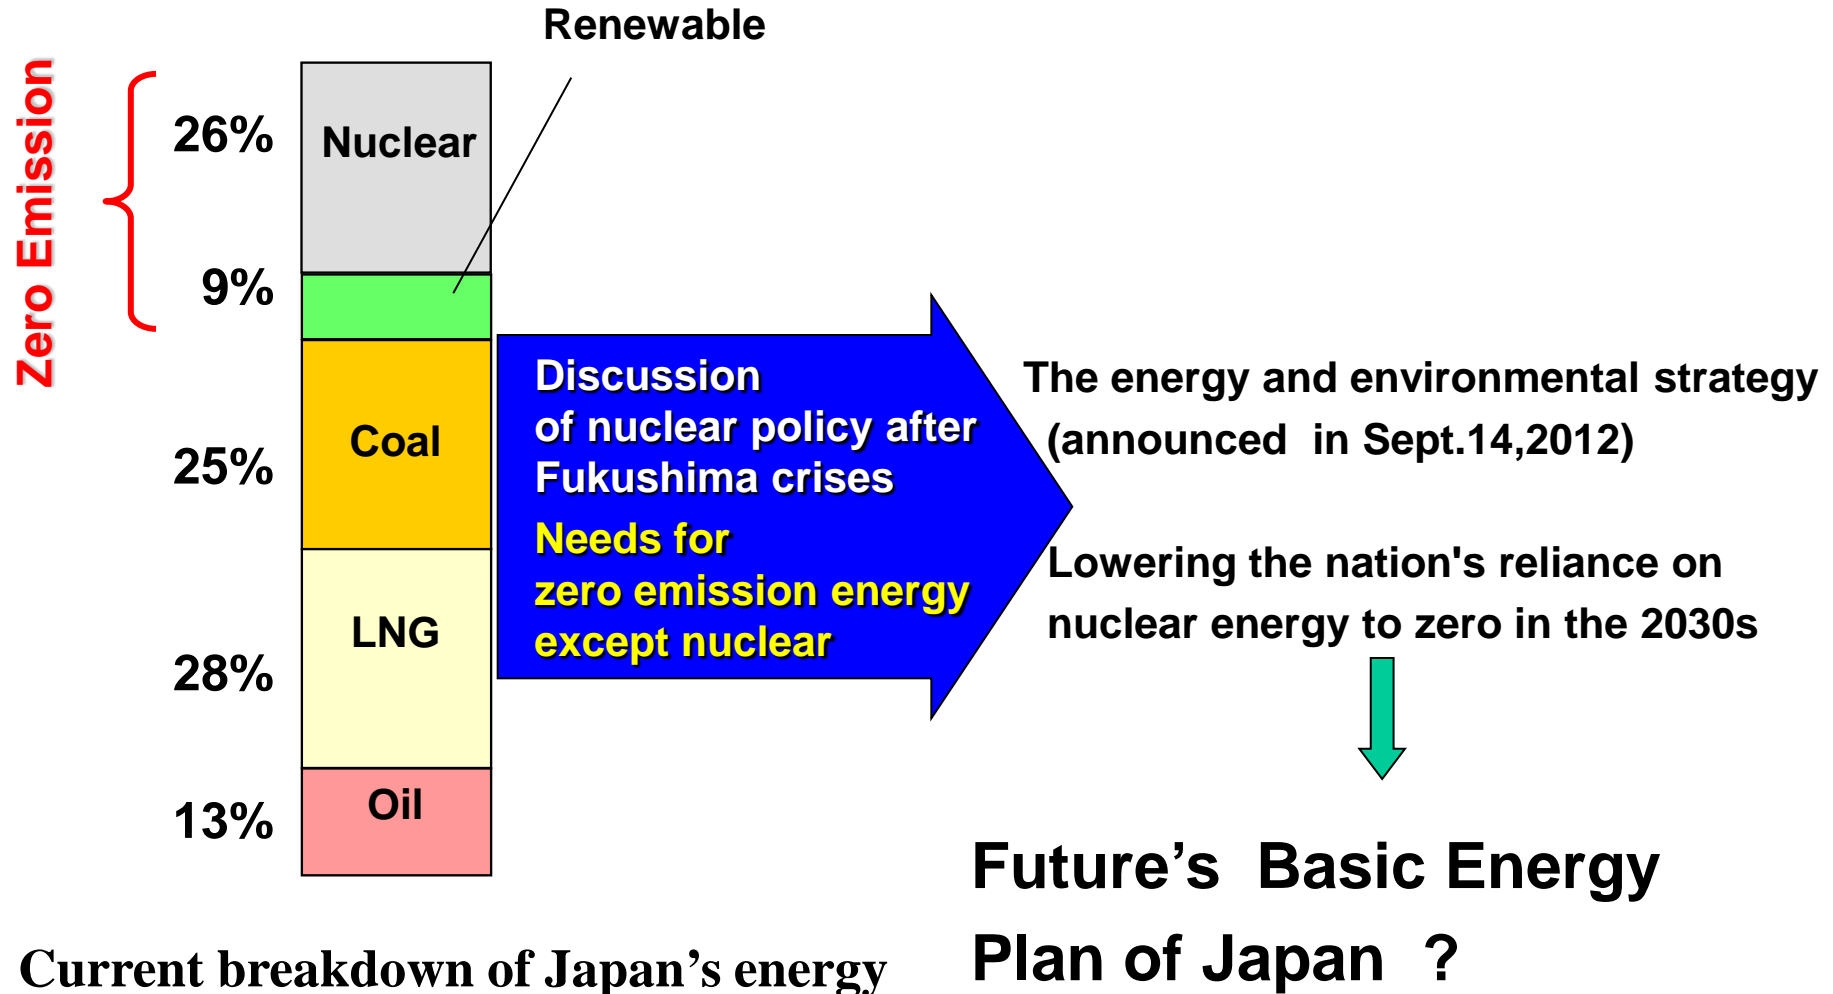 Renewable
Zero Emission
26%
Nuclear
9%
25%
Coal
28%
LNG
13%
Oil
Discussion
of nuclear policy after
Fukushima crises
Needs for
zero emission energy
except nuclear
The energy and environmental strategy
(announced in Sept.14,2012)
Lowering the nation's reliance on
nuclear energy to zero in the 2030s
Future’s Basic Energy
Plan of Japan ?
Current breakdown of Japan’s energy